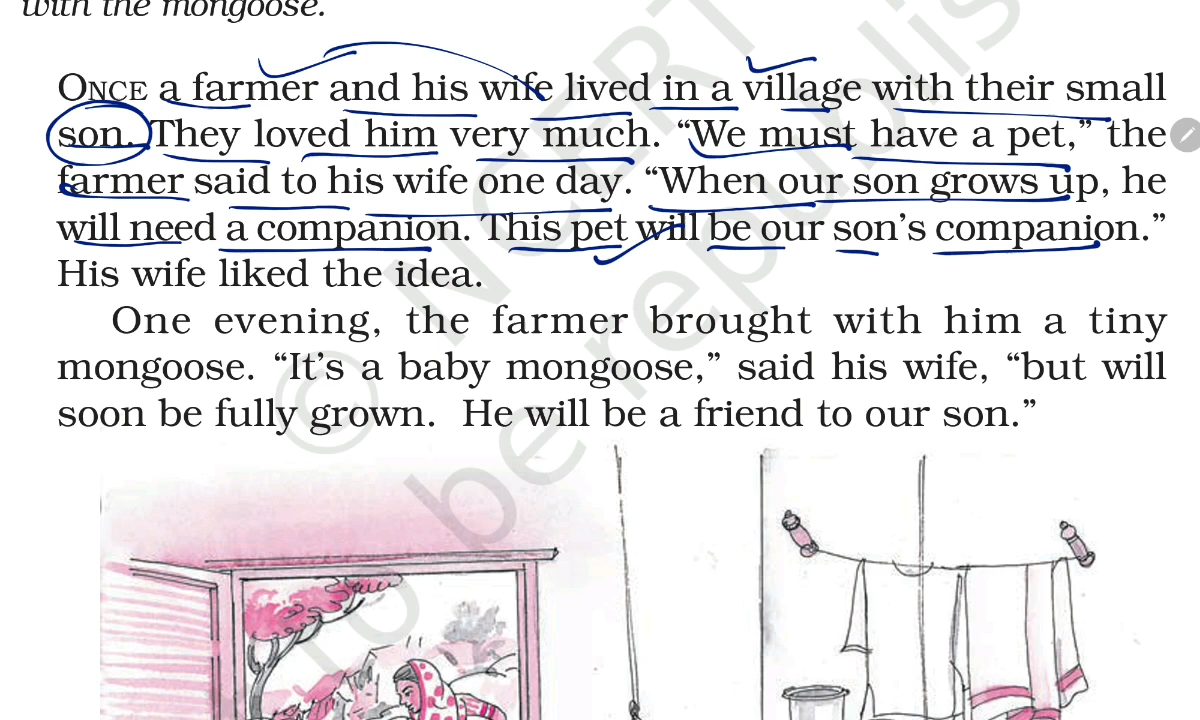 with the mongoose.
ONCE a farmer and his wife lived in a village with their small
son. They loved him very much. “We must have a pet,” the
farmer said to his wife one day. “When our son grows up, he
will need a companion. This pet will be our son’s companion.”
His wife liked the idea.
One evening, the farmer brought with him a tiny
mongoose. “It’s a baby mongoose,” said his wife, “but will
soon be fully grown. He will be a friend to our son.”
© NCERT
be republis